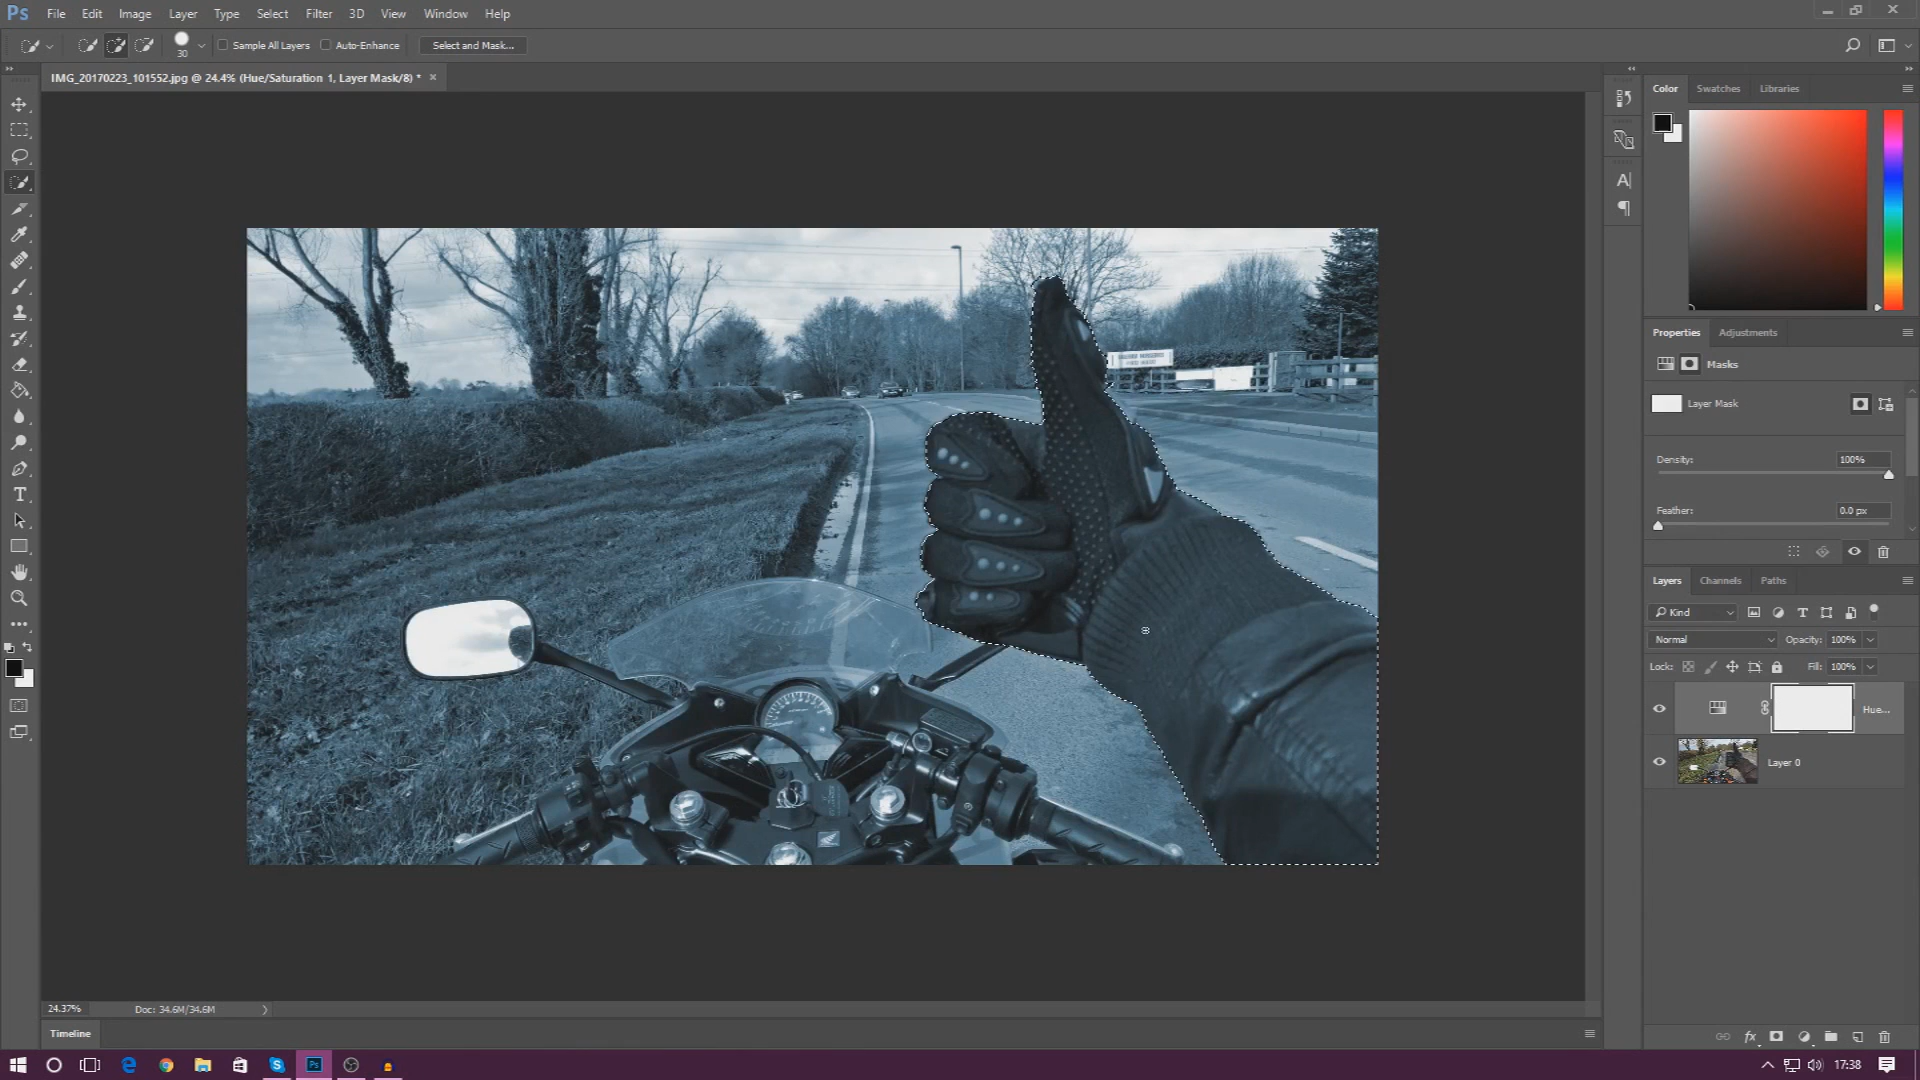 Ps File Edit Image Layer Type Select Filter 3D View Window Help
30 Sample All Layers Auto-Enhance Select and Mask...
IMG_20170223_101552.jpg @ 24.4% (Hue/Saturation 1, Layer Mask/8) *
Color Swatches Libraries
Properties Adjustments
Masks
Layer Mask
Density: 100%
Feather: 0.0 px
Layers Channels Paths
Kind
Normal Opacity: 100%
Lock: Fill: 100%
Hue...
Layer 0
24.37% Doc: 34.6M/34.6M
Timeline
17:38